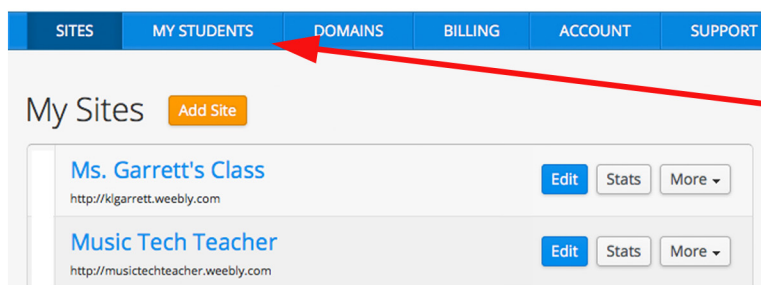 SITES MY STUDENTS DOMAINS BILLING ACCOUNT SUPPORT
My Sites Add Site
Ms. Garrett's Class Edit Stats More
http://klgarrett.weebly.com
Music Tech Teacher Edit Stats More
http://musictechteacher.weebly.com